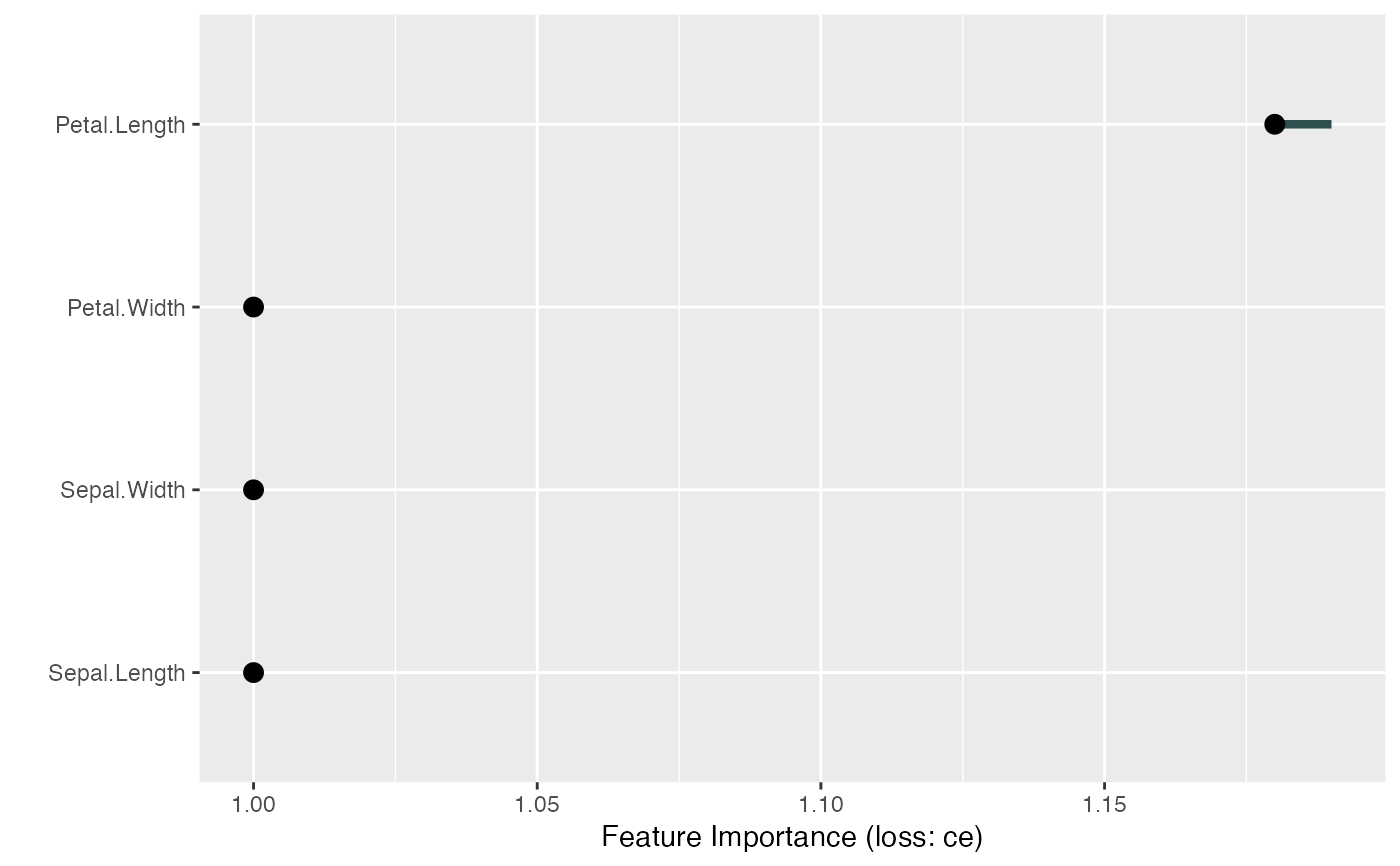 Petal.Length
Petal.Width
Sepal.Width
Sepal.Length
1.00 1.05 1.10 1.15
Feature Importance (loss: ce)